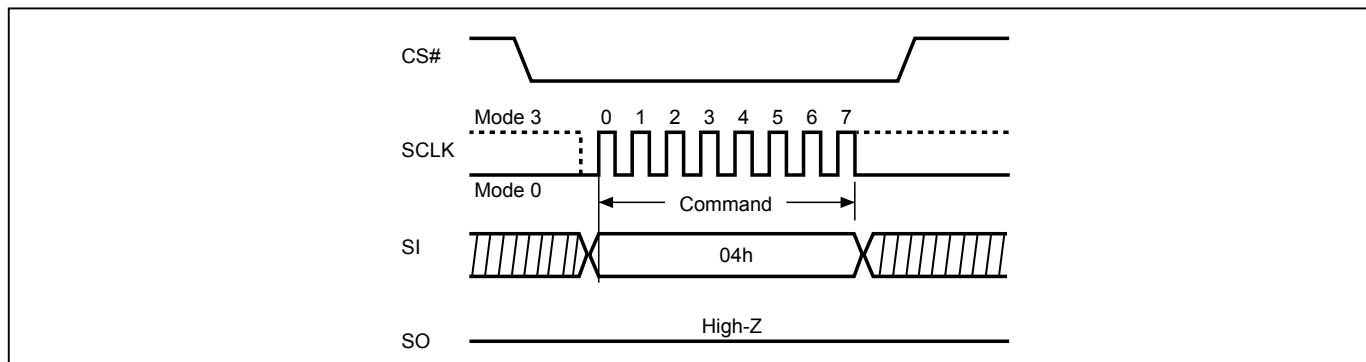 CS#
Mode 3
0 1 2 3 4 5 6 7
SCLK
Mode 0
Command
SI
04h
High-Z
SO